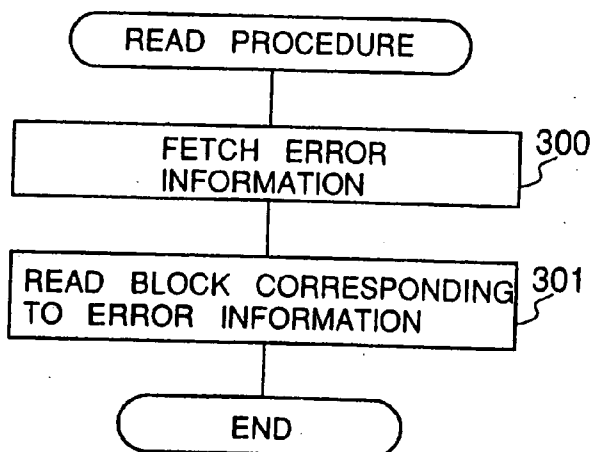 READ PROCEDURE
FETCH ERROR
INFORMATION
300
READ BLOCK CORRESPONDING
TO ERROR INFORMATION
301
END